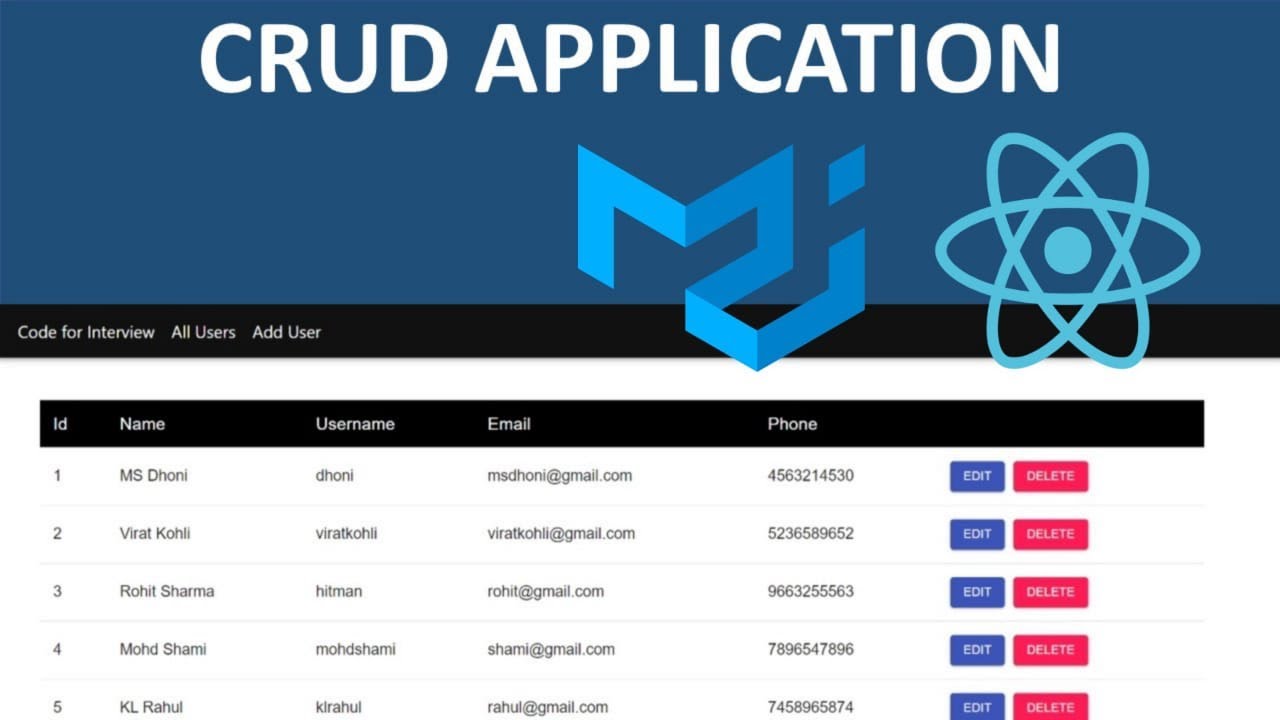 CRUD APPLICATION
Code for Interview All Users Add User
Id Name Username Email Phone
1 MS Dhoni dhoni msdhoni@gmail.com 4563214530 EDIT DELETE
2 Virat Kohli viratkohli viratkohli@gmail.com 5236589652 EDIT DELETE
3 Rohit Sharma hitman rohit@gmail.com 9663255563 EDIT DELETE
4 Mohd Shami mohdshami shami@gmail.com 7896547896 EDIT DELETE
5 KL Rahul klrahul rahul@gmail.com 7458965874 EDIT DELETE